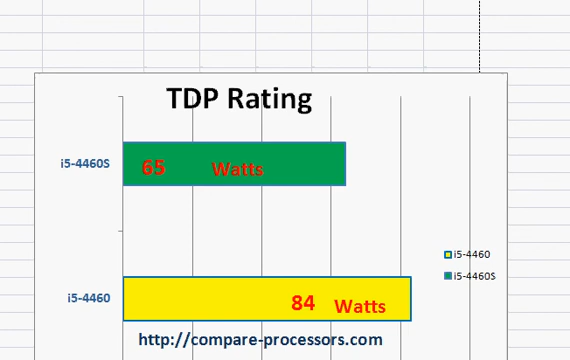 TDP Rating
i5-4460S
65 Watts
i5-4460
i5-4460S
i5-4460
84 Watts
http://compare-processors.com